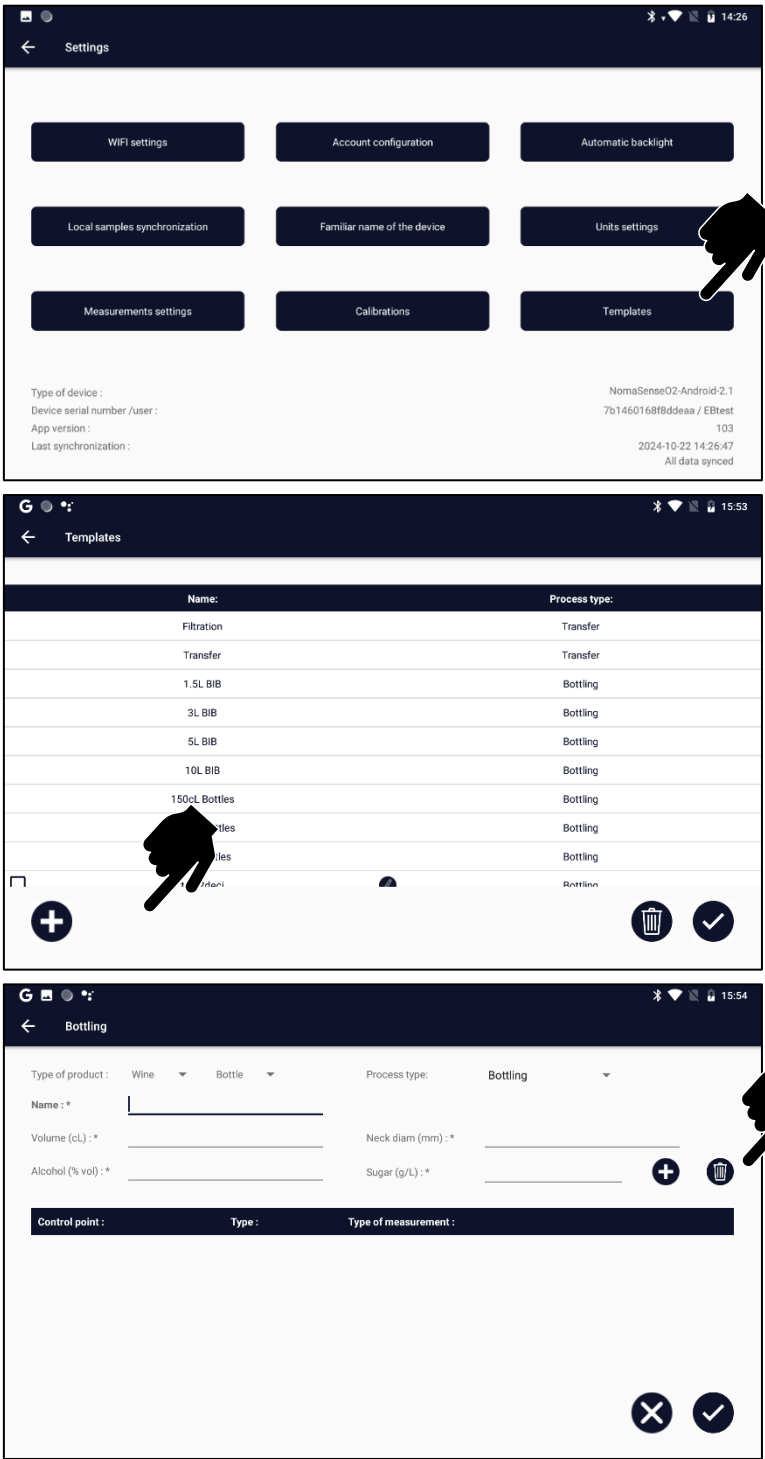 14:26
Settings
WIFI settings Account configuration Automatic backlight
Local samples synchronization Familiar name of the device Units settings
Measurements settings Calibrations Templates
Type of device : NomaSenseO2-Android-2.1
Device serial number /user : 7b1460168f8ddeaa / EBtest
App version : 103
Last synchronization : 2024-10-22 14:26:47
All data synced
G 15:53
Templates
Name: Process type:
Filtration Transfer
Transfer Transfer
1.5L BIB Bottling
3L BIB Bottling
5L BIB Bottling
10L BIB Bottling
150cL Bottles Bottling
Bottling
Bottling
Bottling
G 15:54
Bottling
Type of product : Wine Bottle Process type: Bottling
Name : *
Volume (cL) : * Neck diam (mm) : *
Alcohol (% vol) : * Sugar (g/L) : *
Control point : Type : Type of measurement :